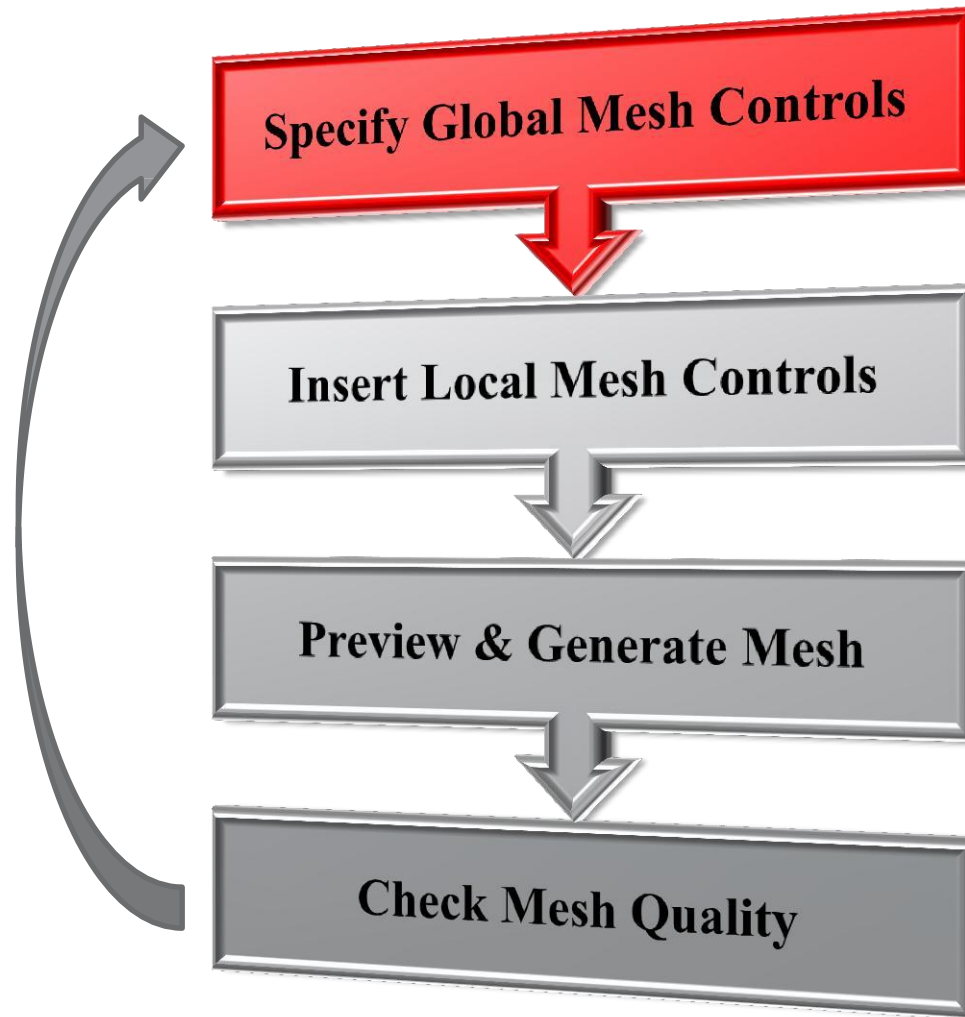 Specify Global Mesh Controls
Insert Local Mesh Controls
Preview & Generate Mesh
Check Mesh Quality